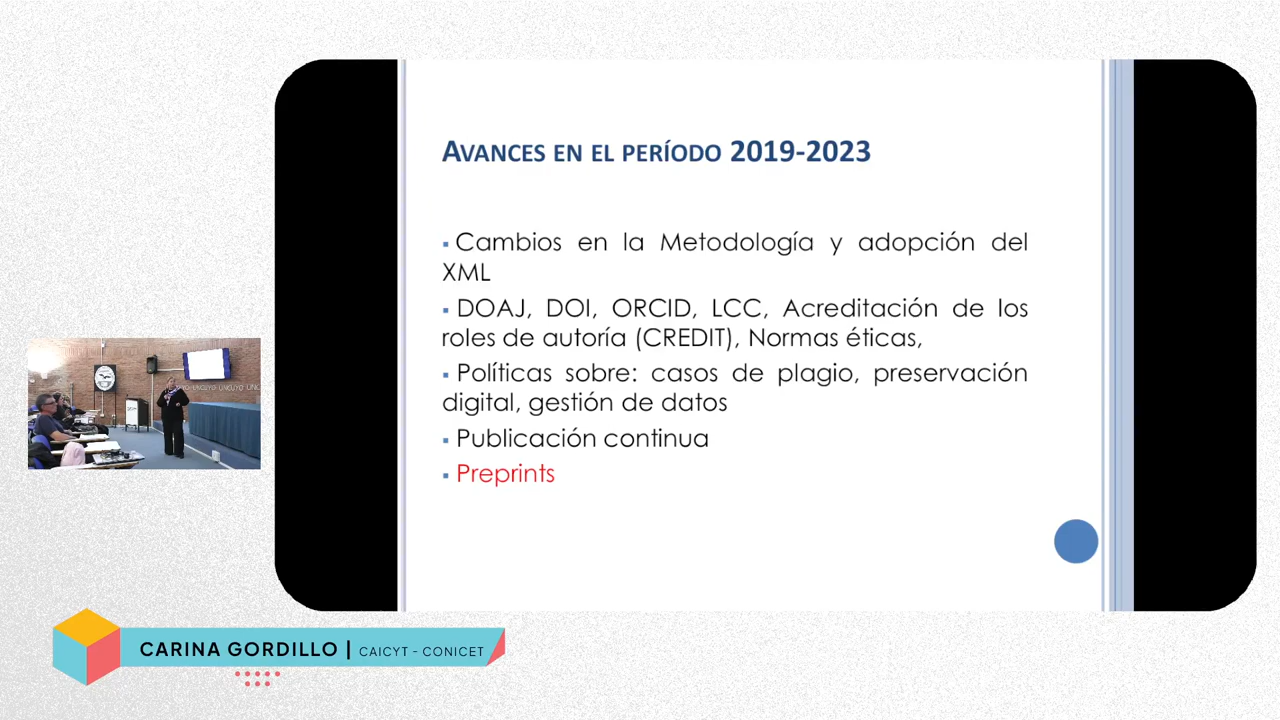 AVANCES EN EL PERÍODO 2019-2023
▪ Cambios en la Metodología y adopción del
XML
▪ DOAJ, DOI, ORCID, LCC, Acreditación de los
roles de autoría (CREDIT), Normas éticas,
▪ Políticas sobre: casos de plagio, preservación
digital, gestión de datos
▪ Publicación continua
▪ Preprints
UNCUYO
CARINA GORDILLO | CAICYT - CONICET